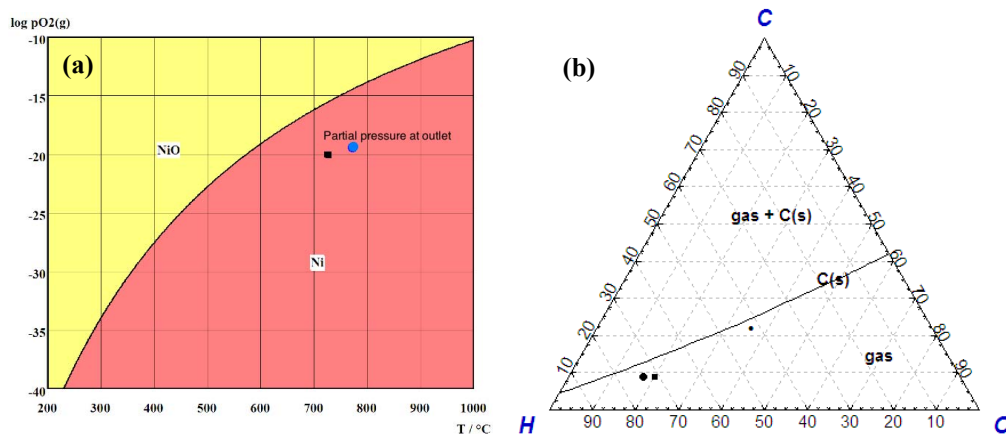 log pO2(g)
-10
-15
-20
-25
-30
-35
-40
(a)
Partial pressure at outlet
NiO
Ni
200 300 400 500 600 700 800 900 1000
T / °C
(b)
C
90 10
80 20
70 30
60 40
50 50
40 60
30 70
20 80
10 90
gas + C(s)
C(s)
gas
H
90 80 70 60 50 40 30 20 10